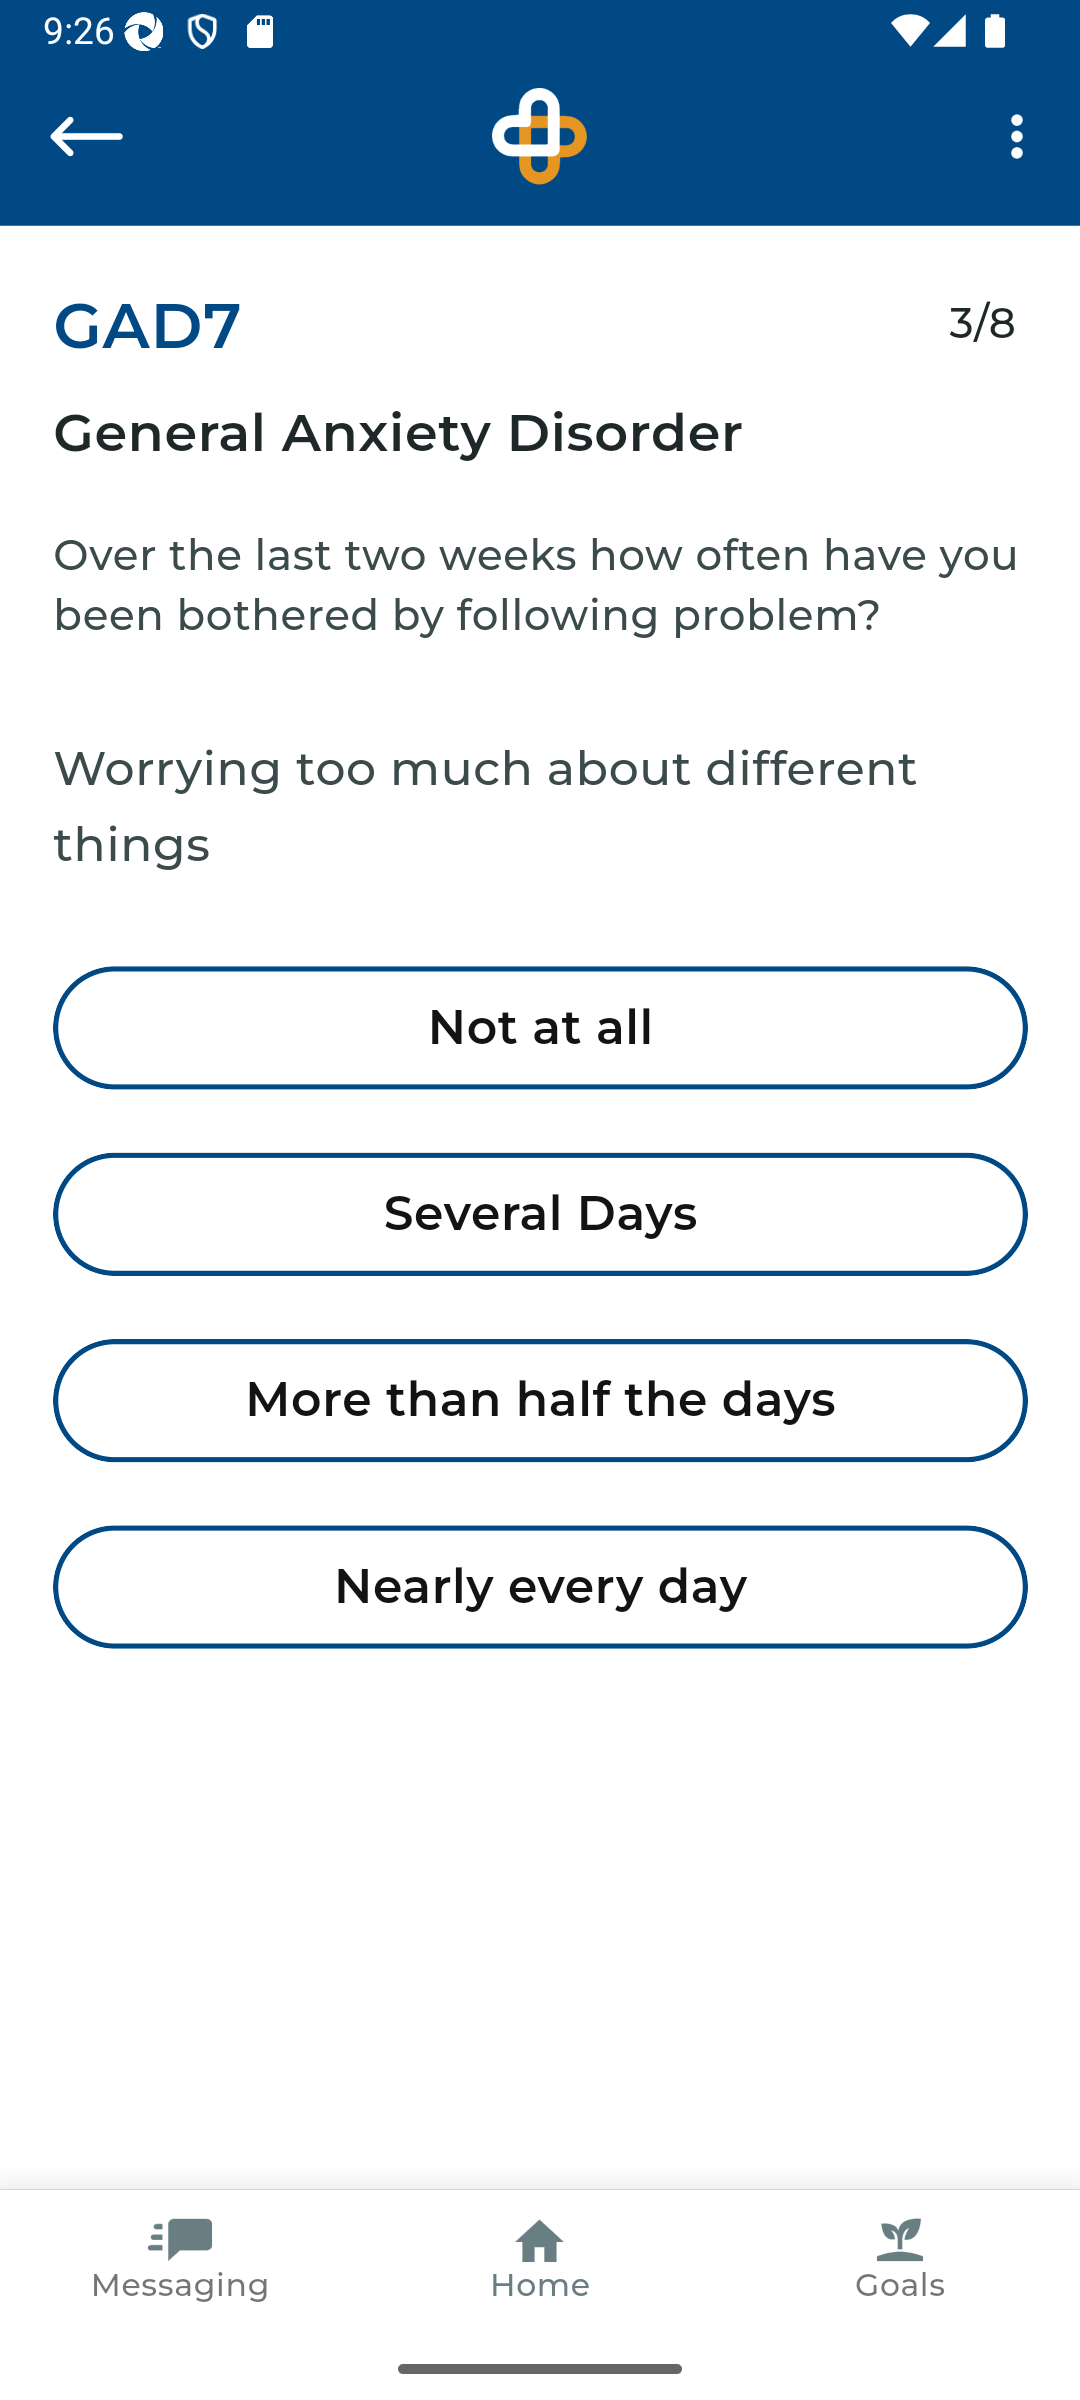 9:26
GAD7
3/8
General Anxiety Disorder
Over the last two weeks how often have you
been bothered by following problem?
Worrying too much about different
things
Not at all
Several Days
More than half the days
Nearly every day
Messaging
Home
Goals